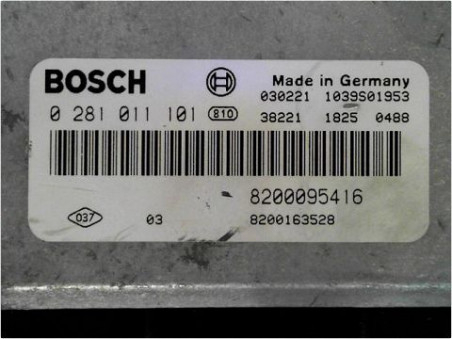 BOSCH
Made in Germany
030221 1039S01953
0 281 011 101 810
38221 1825 0488
8200095416
037 03 8200163528